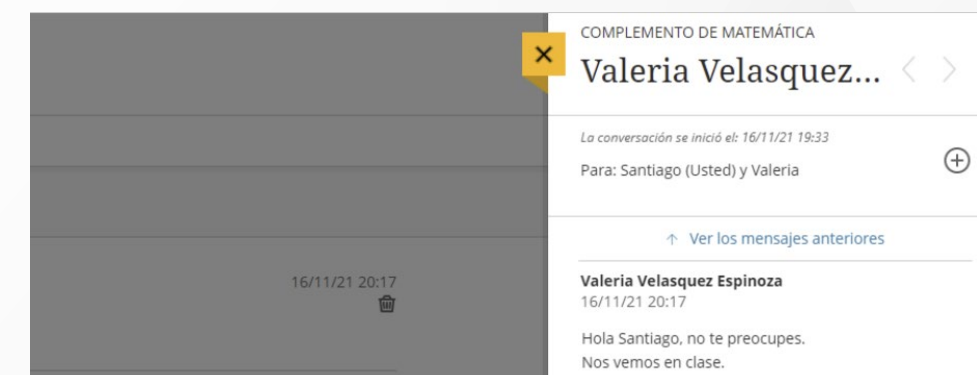 COMPLEMENTO DE MATEMÁTICA
Valeria Velasquez...
La conversación se inició el: 16/11/21 19:33
Para: Santiago (Usted) y Valeria
Ver los mensajes anteriores
16/11/21 20:17
Valeria Velasquez Espinoza
16/11/21 20:17
Hola Santiago, no te preocupes.
Nos vemos en clase.